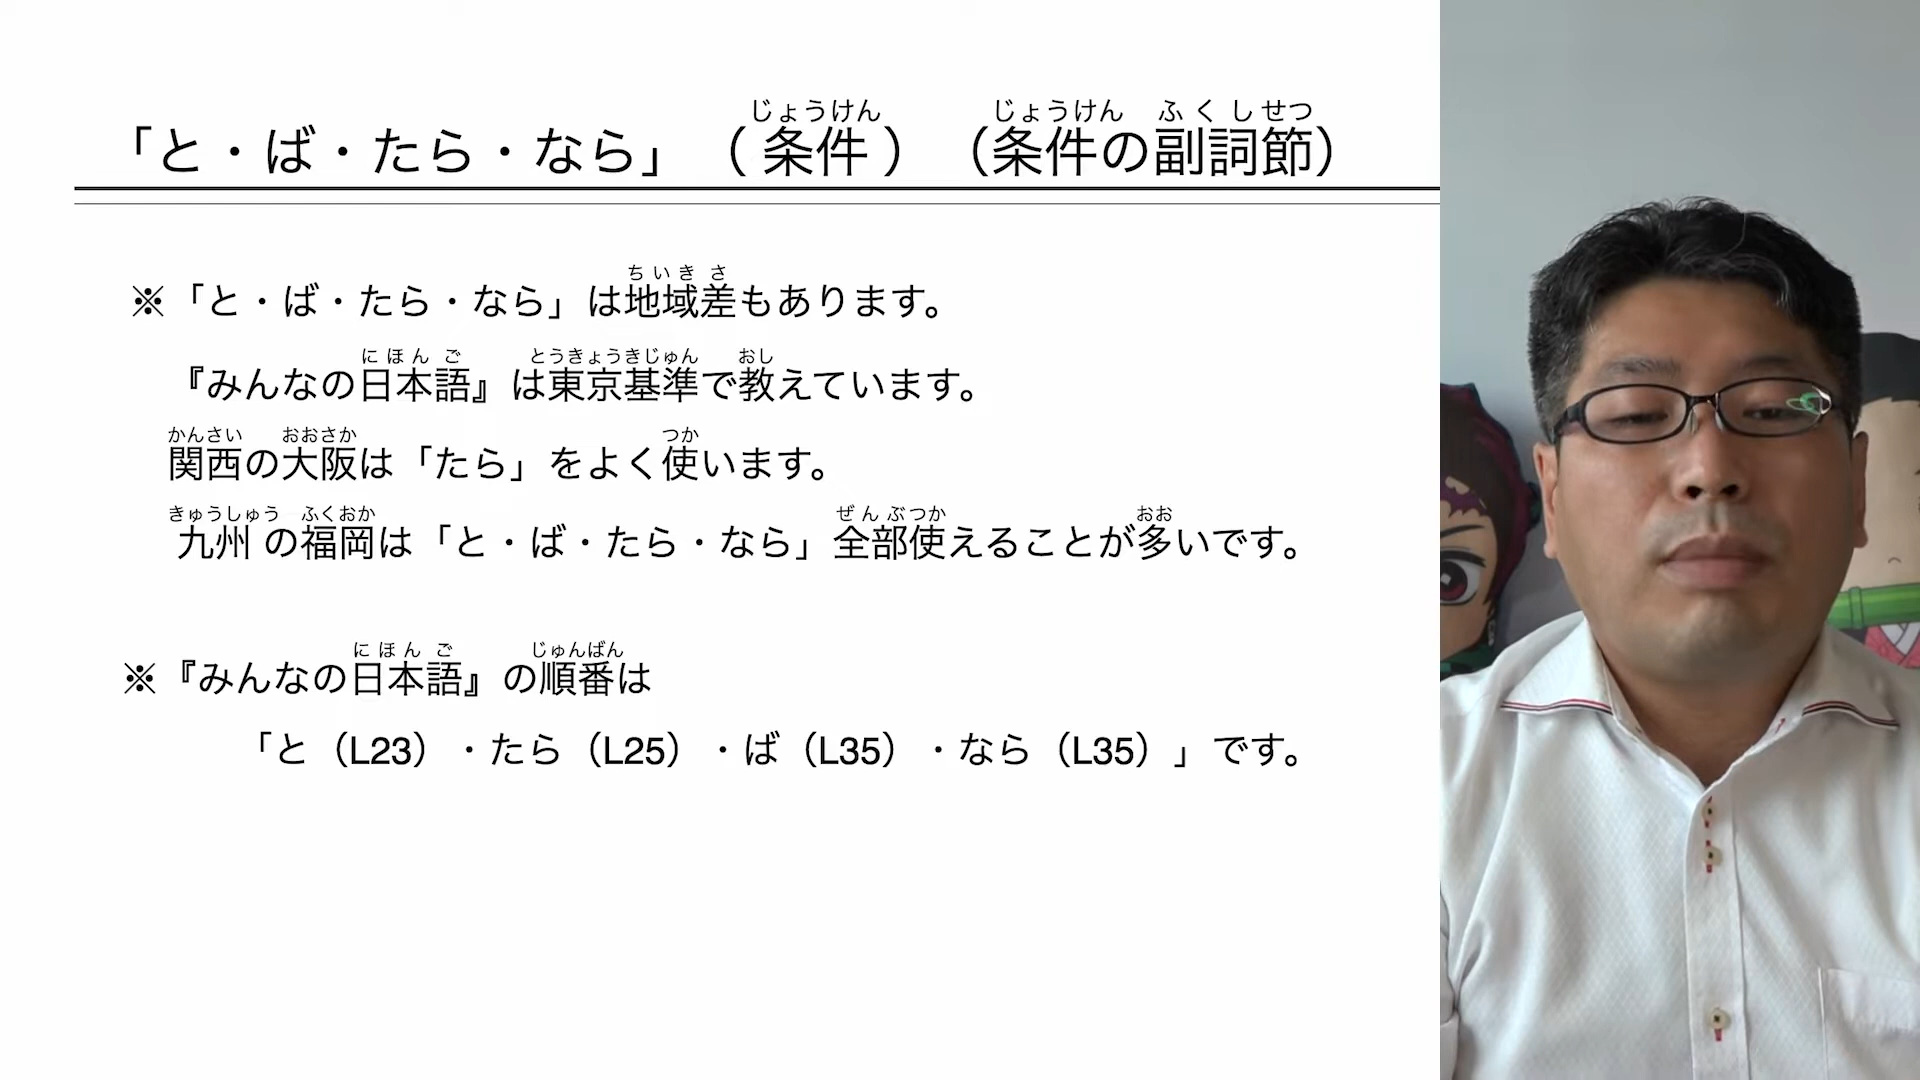 「と・ば・たら・なら」（条件）（条件の副詞節）
じょうけん じょうけん ふくしせつ
※「と・ば・たら・なら」は地域差もあります。
ちいきさ
『みんなの日本語』は東京基準で教えています。
にほんご とうきょうきじゅん おし
関西の大阪は「たら」をよく使います。
かんさい おおさか つか
九州の福岡は「と・ば・たら・なら」全部使えることが多いです。
きゅうしゅう ふくおか ぜんぶつか おお
※『みんなの日本語』の順番は
にほんご じゅんばん
「と（L23）・たら（L25）・ば（L35）・なら（L35）」です。